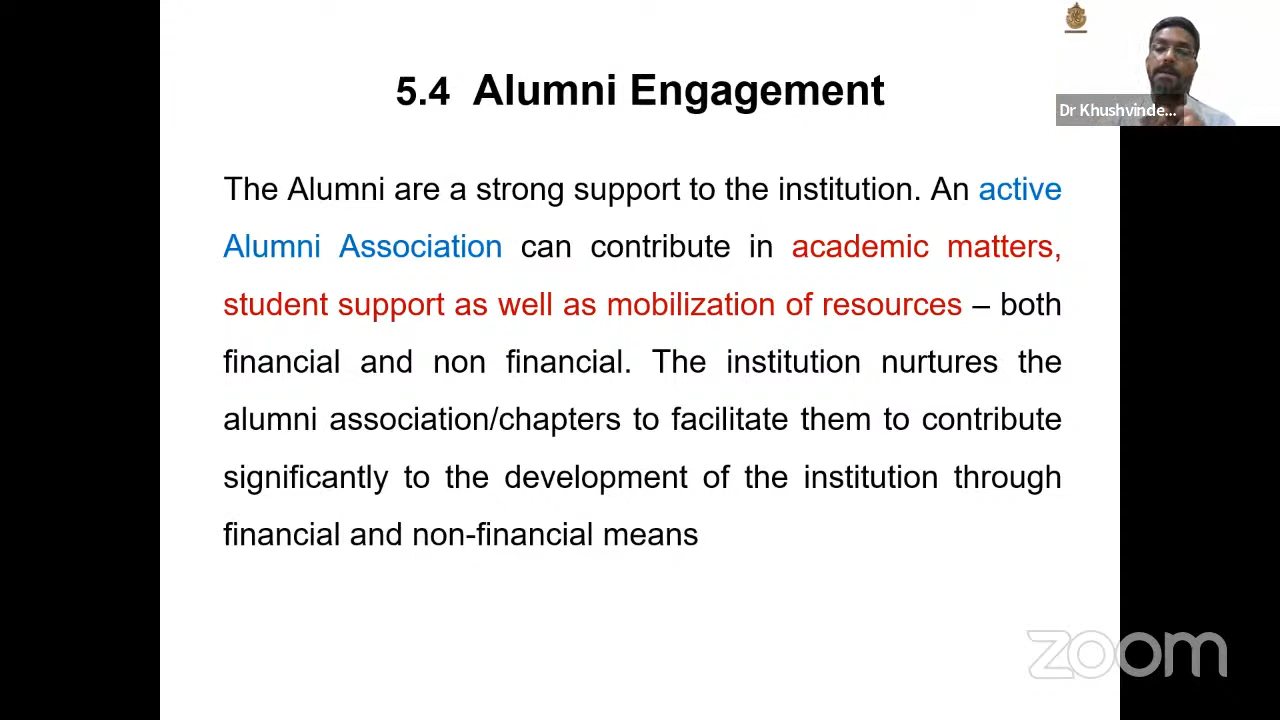 5.4 Alumni Engagement
Dr Khushvinde...
The Alumni are a strong support to the institution. An active
Alumni Association can contribute in academic matters,
student support as well as mobilization of resources – both
financial and non financial. The institution nurtures the
alumni association/chapters to facilitate them to contribute
significantly to the development of the institution through
financial and non-financial means
zoom